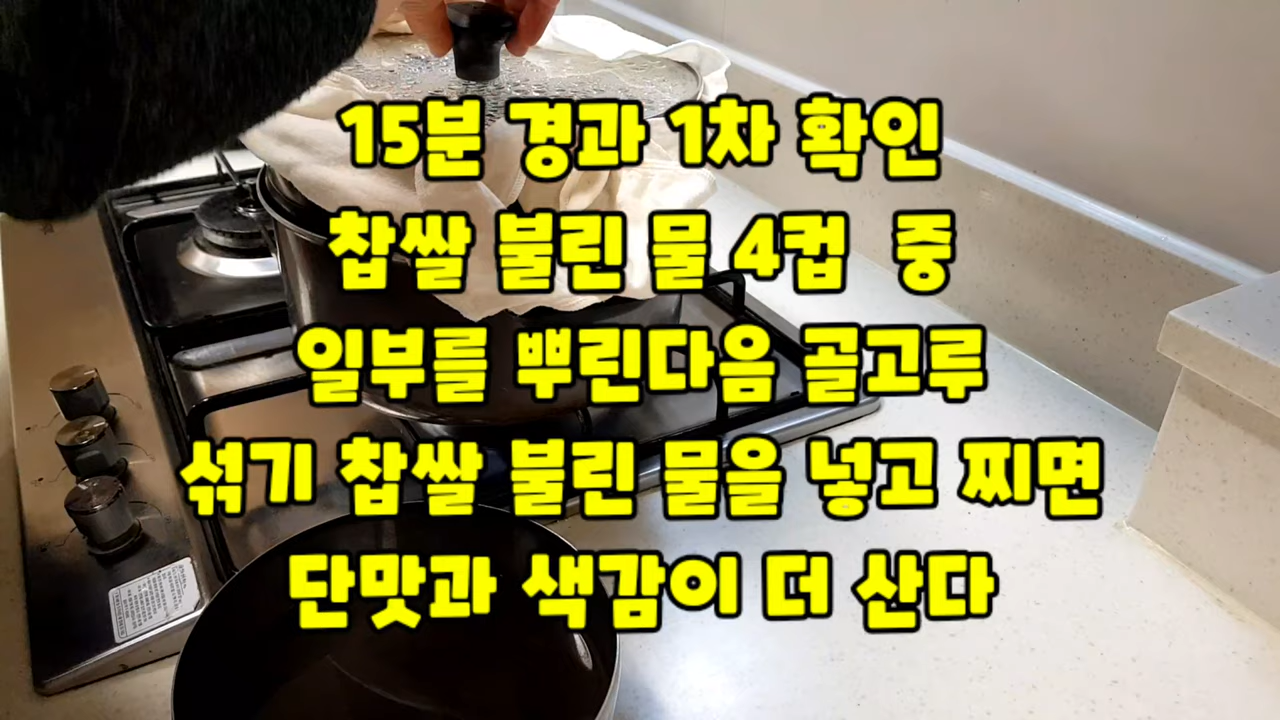 15분 경과 1차 확인
찹쌀 불린 물 4컵 중
일부를 뿌린다음 골고루
섞기 찹쌀 불린 물을 넣고 찌면
단맛과 색감이 더 산다